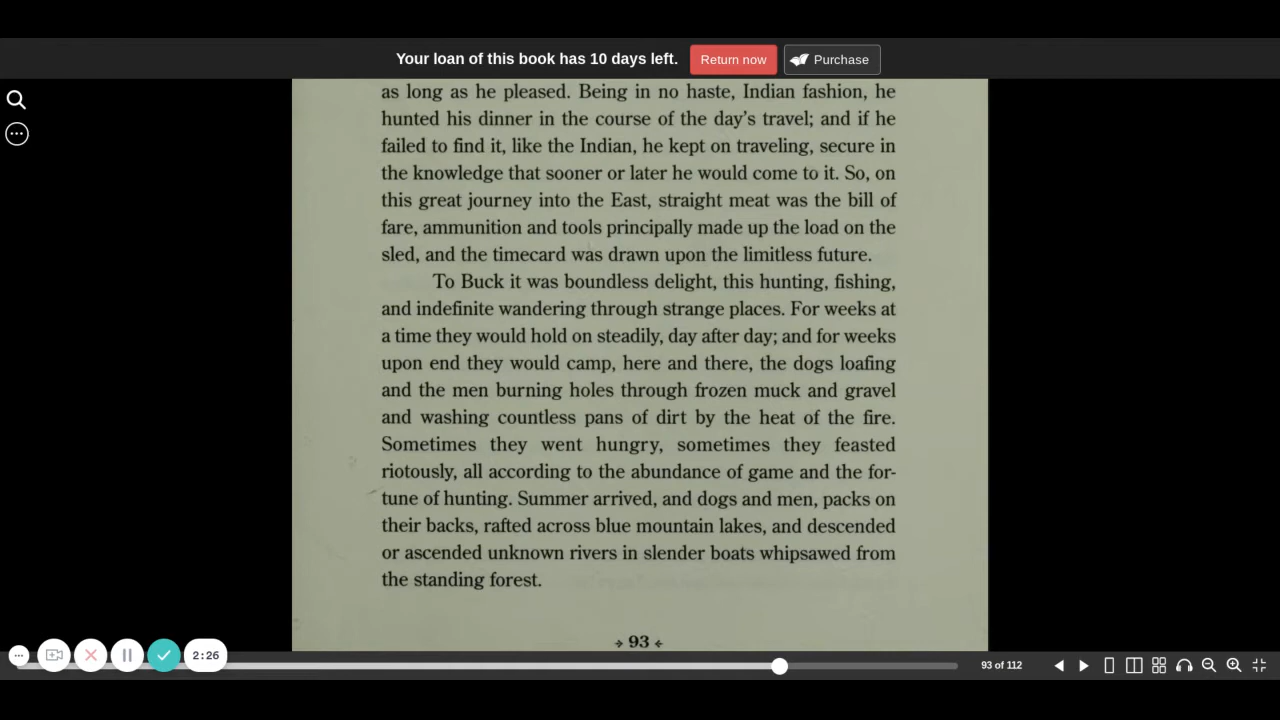 Your loan of this book has 10 days left.
Return now
Purchase
as long as he pleased. Being in no haste, Indian fashion, he
hunted his dinner in the course of the day's travel; and if he
failed to find it, like the Indian, he kept on traveling, secure in
the knowledge that sooner or later he would come to it. So, on
this great journey into the East, straight meat was the bill of
fare, ammunition and tools principally made up the load on the
sled, and the timecard was drawn upon the limitless future.
To Buck it was boundless delight, this hunting, fishing,
and indefinite wandering through strange places. For weeks at
a time they would hold on steadily, day after day; and for weeks
upon end they would camp, here and there, the dogs loafing
and the men burning holes through frozen muck and gravel
and washing countless pans of dirt by the heat of the fire.
Sometimes they went hungry, sometimes they feasted
riotously, all according to the abundance of game and the for-
tune of hunting. Summer arrived, and dogs and men, packs on
their backs, rafted across blue mountain lakes, and descended
or ascended unknown rivers in slender boats whipsawed from
the standing forest.
93
2:26
93 of 112